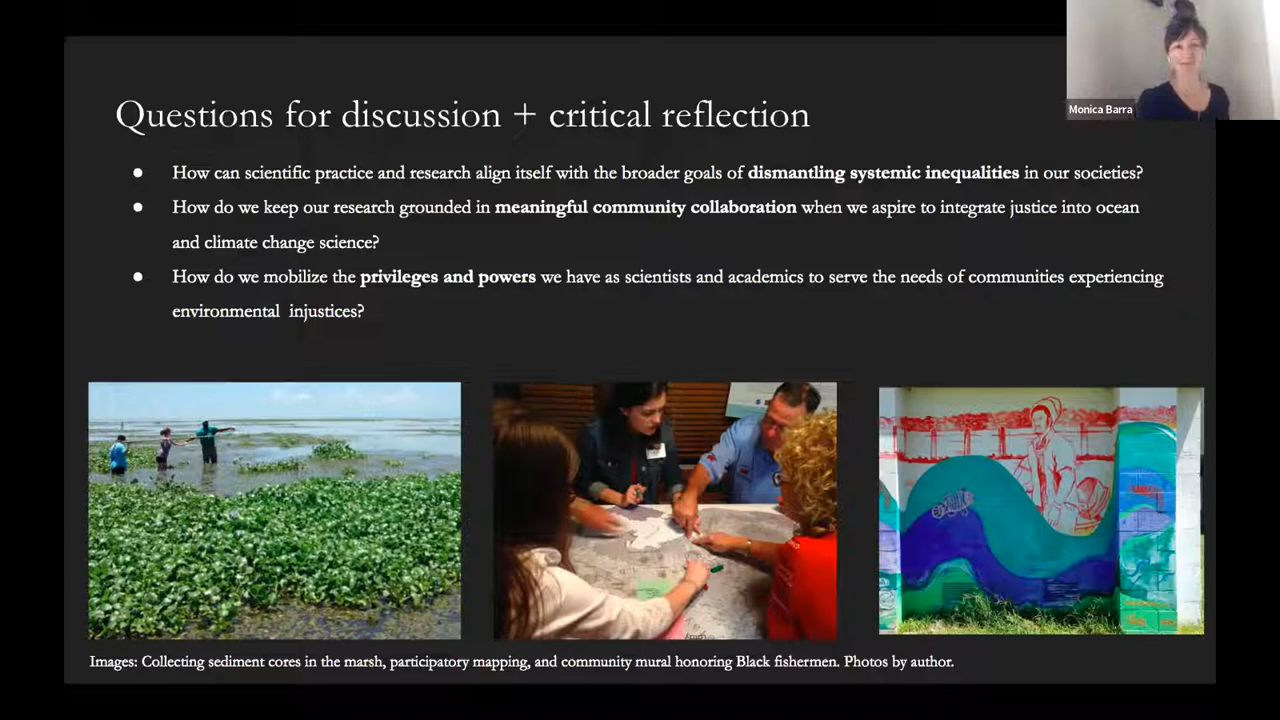 Questions for discussion + critical reflection
Monica Barra
● How can scientific practice and research align itself with the broader goals of dismantling systemic inequalities in our societies?
● How do we keep our research grounded in meaningful community collaboration when we aspire to integrate justice into ocean
and climate change science?
● How do we mobilize the privileges and powers we have as scientists and academics to serve the needs of communities experiencing
environmental injustices?
Images: Collecting sediment cores in the marsh, participatory mapping, and community mural honoring Black fishermen. Photos by author.